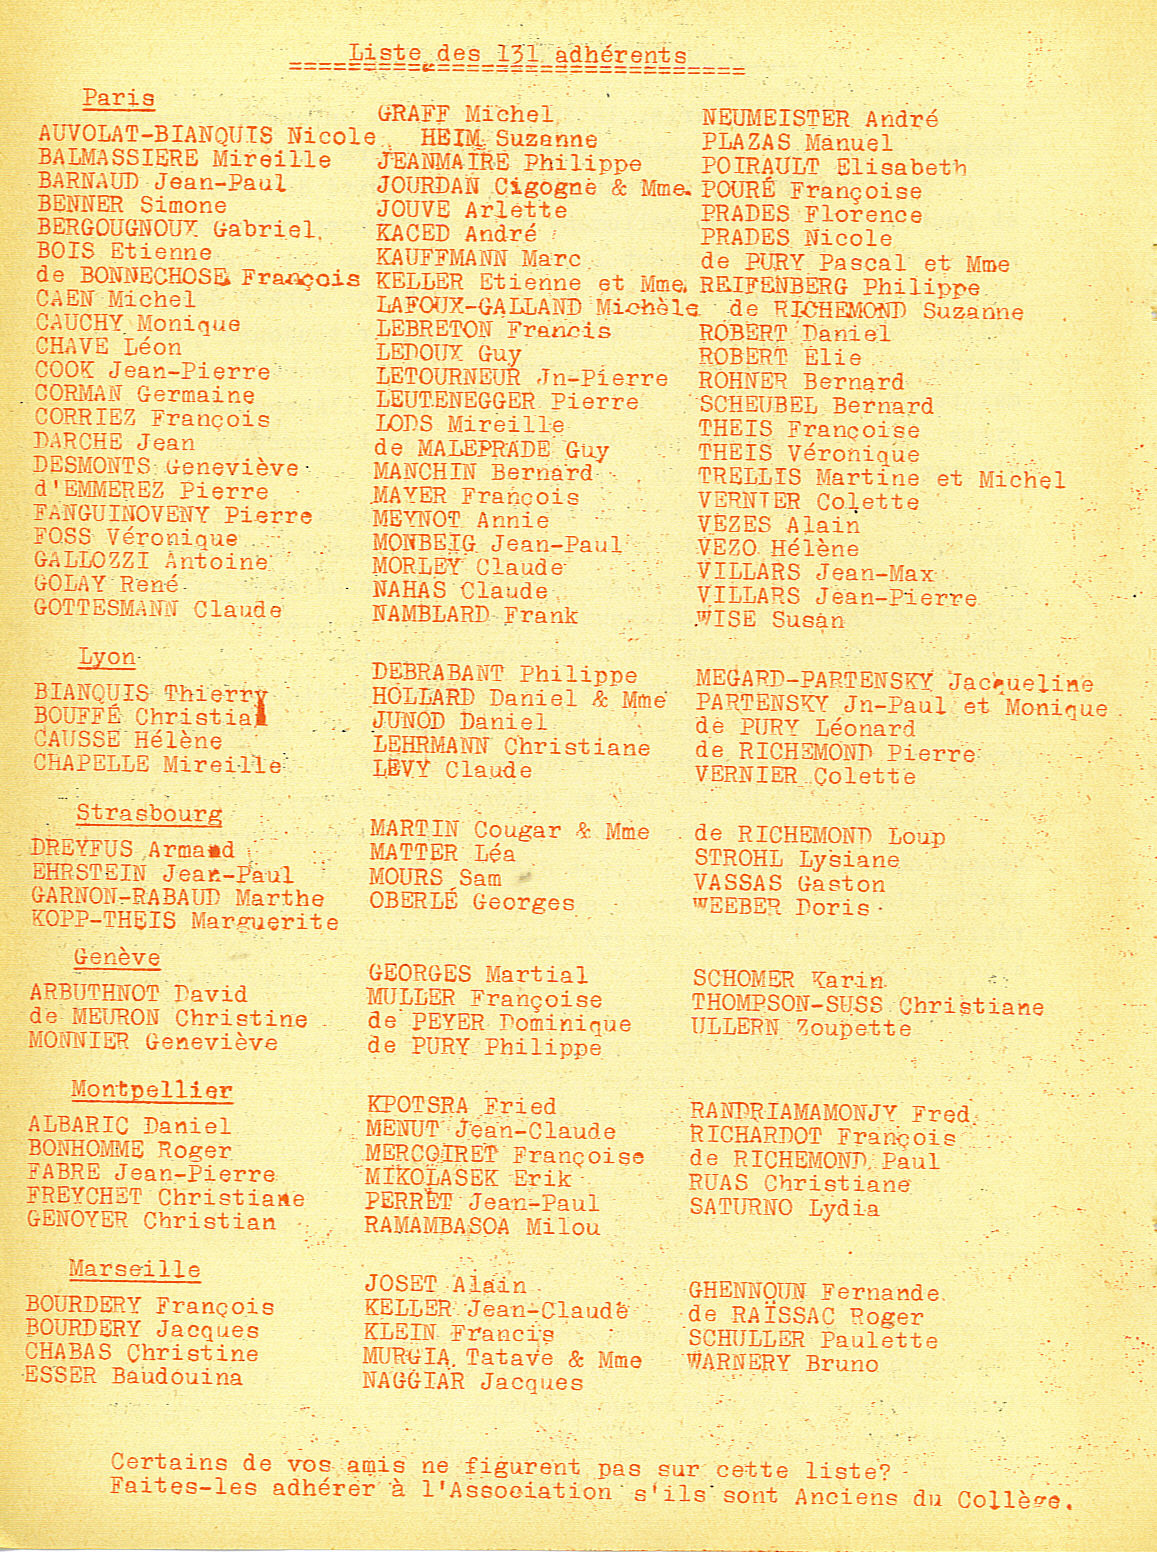 Liste des 131 adhérents
Paris
AUVOLAT-BIANQUIS Nicole
BALMASSIERE Mireille
BARNAUD Jean-Paul
BENNER Simone
BERGOUGNOUX Gabriel
BOIS Etienne
de BONNECHOSE François
CAEN Michel
CAUCHY Monique
CHAVE Léon
COOK Jean-Pierre
CORMAN Germaine
CORRIEZ François
DARCHE Jean
DESMONTS Geneviève
d'EMMEREZ Pierre
FANGUINOVENY Pierre
FOSS Véronique
GALLOZZI Antoine
GOLAY René
GOTTESMANN Claude
GRAFF Michel
HEIM Suzanne
JEANMAIRE Philippe
JOURDAN Cigogne & Mme.
JOUVE Arlette
KACED André
KAUFFMANN Marc
KELLER Etienne et Mme.
LAFOUX-GALLAND Michèle
LEBRETON Francis
LEDOUX Guy
LETOURNEUR Jn-Pierre
LEUTENEGGER Pierre
LODS Mireille
de MALEPRADE Guy
MANCHIN Bernard
MAYER François
MEYNOT Annie
MONBEIG Jean-Paul
MORLEY Claude
NAHAS Claude
NAMBLARD Frank
NEUMEISTER André
PLAZAS Manuel
POIRAULT Elisabeth
POURÉ Françoise
PRADES Florence
PRADES Nicole
de PURY Pascal et Mme
REIFENBERG Philippe
de RICHEMOND Suzanne
ROBERT Daniel
ROBERT Elie
ROHNER Bernard
SCHEUBEL Bernard
THEIS Françoise
THEIS Véronique
TRELLIS Martine et Michel
VERNIER Colette
VEZES Alain
VEZO Hélène
VILLARS Jean-Max
VILLARS Jean-Pierre
WISE Susan
Lyon
BIANQUIS Thierry
BOUFFÉ Christian
CAUSSE Hélène
CHAPELLE Mireille
DEBRABANT Philippe
HOLLARD Daniel & Mme
JUNOD Daniel
LEHRMANN Christiane
LÉVY Claude
MEGARD-PARTENSKY Jacqueline
PARTENSKY Jn-Paul et Monique
de PURY Léonard
de RICHEMOND Pierre
VERNIER Colette
Strasbourg
DREYFUS Armand
EHRSTEIN Jean-Paul
GARNON-RABAUD Marthe
KOPP-THEIS Marguerite
MARTIN Cougar & Mme
MATTER Léa
MOURS Sam
OBERLÉ Georges
de RICHEMOND Loup
STROHL Lysiane
VASSAS Gaston
WEEBER Doris
Genève
ARBUTHNOT David
de MEURON Christine
MONNIER Geneviève
GEORGES Martial
MULLER Françoise
de PEYER Dominique
de PURY Philippe
SCHOMER Karin
THOMPSON-SUSS Christiane
ULLERN Zoupette
Montpellier
ALBARIC Daniel
BONHOMME Roger
FABRE Jean-Pierre
FREYCHET Christiane
GENOYER Christian
KPOTSRA Fried
MENUT Jean-Claude
MERCOIRET Françoise
MIKOLASEK Erik
PERRET Jean-Paul
RAMAMBASOA Milou
RANDRIAMAMONJY Fred
RICHARDOT François
de RICHEMOND Paul
RUAS Christiane
SATURNO Lydia
Marseille
BOURDERY François
BOURDERY Jacques
CHABAS Christine
ESSER Baudouina
JOSET Alain
KELLER Jean-Claude
KLEIN Francis
MURGIA Tatave & Mme
NAGGIAR Jacques
GHENNOUN Fernande
de RAÏSSAC Roger
SCHULLER Paulette
WARNERY Bruno
Certains de vos amis ne figurent pas sur cette liste?
Faites-les adhérer à l'Association s'ils sont Anciens du Collège.